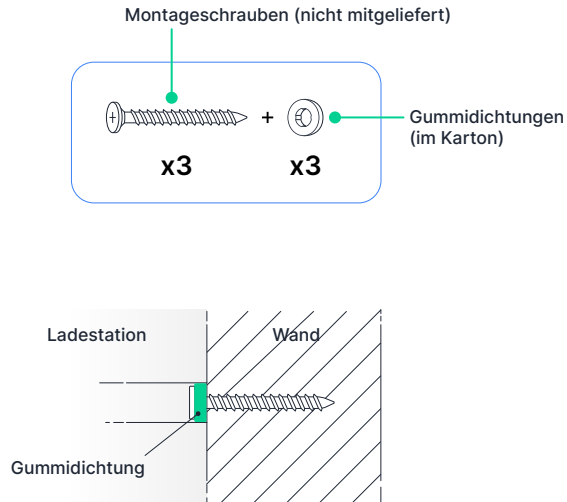 Montageschrauben (nicht mitgeliefert)
+
Gummidichtungen
(im Karton)
x3
x3
Ladestation
Wand
Gummidichtung